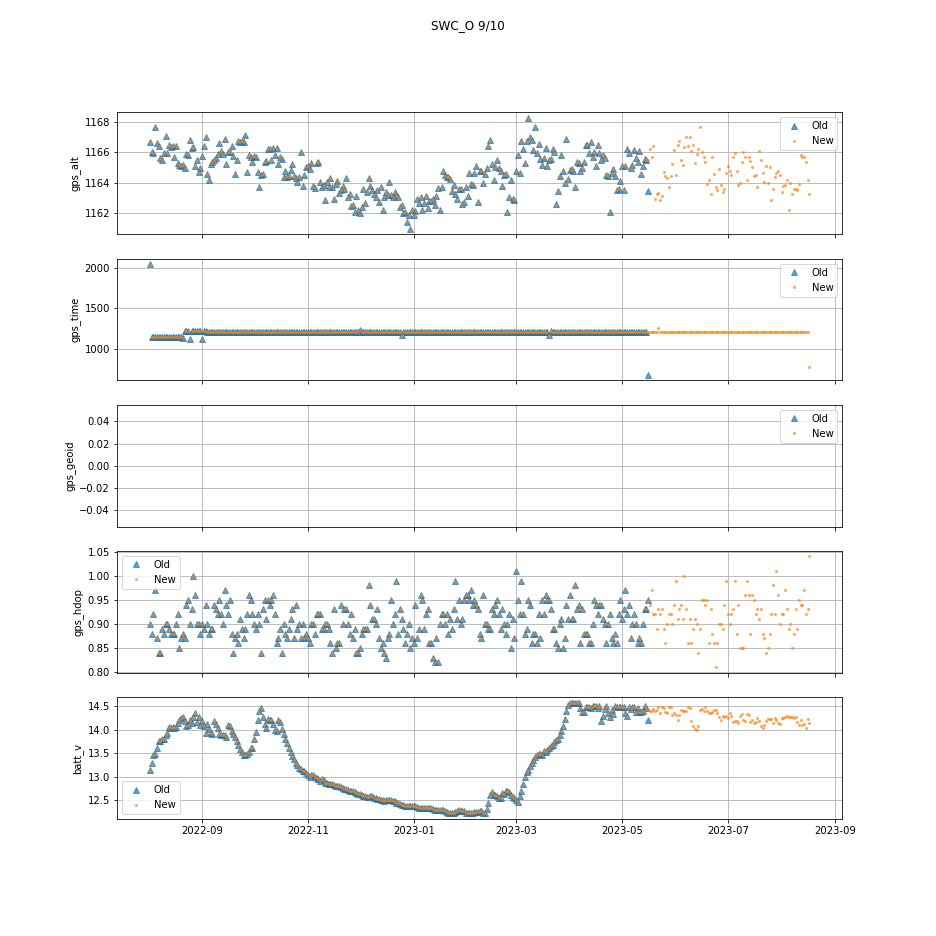 SWC_O 9/10
1168
1166
1164
1162
gps_alt
Old
New
2000
1500
1000
gps_time
Old
New
0.04
0.02
0.00
−0.02
−0.04
gps_geoid
Old
New
1.05
1.00
0.95
0.90
0.85
0.80
gps_hdop
Old
New
14.5
14.0
13.5
13.0
12.5
batt_v
Old
New
2022-09 2022-11 2023-01 2023-03 2023-05 2023-07 2023-09